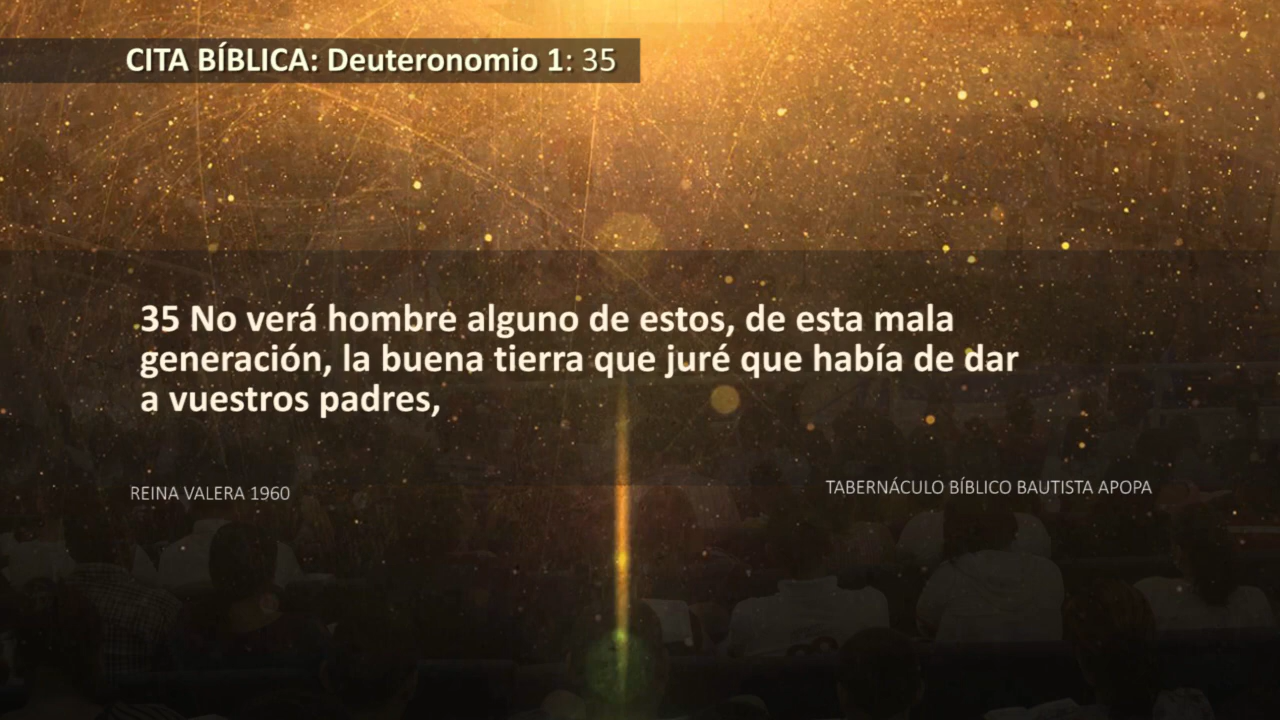 CITA BÍBLICA: Deuteronomio 1: 35
35 No verá hombre alguno de estos, de esta mala
generación, la buena tierra que juré que había de dar
a vuestros padres,
REINA VALERA 1960
TABERNÁCULO BÍBLICO BAUTISTA APOPA